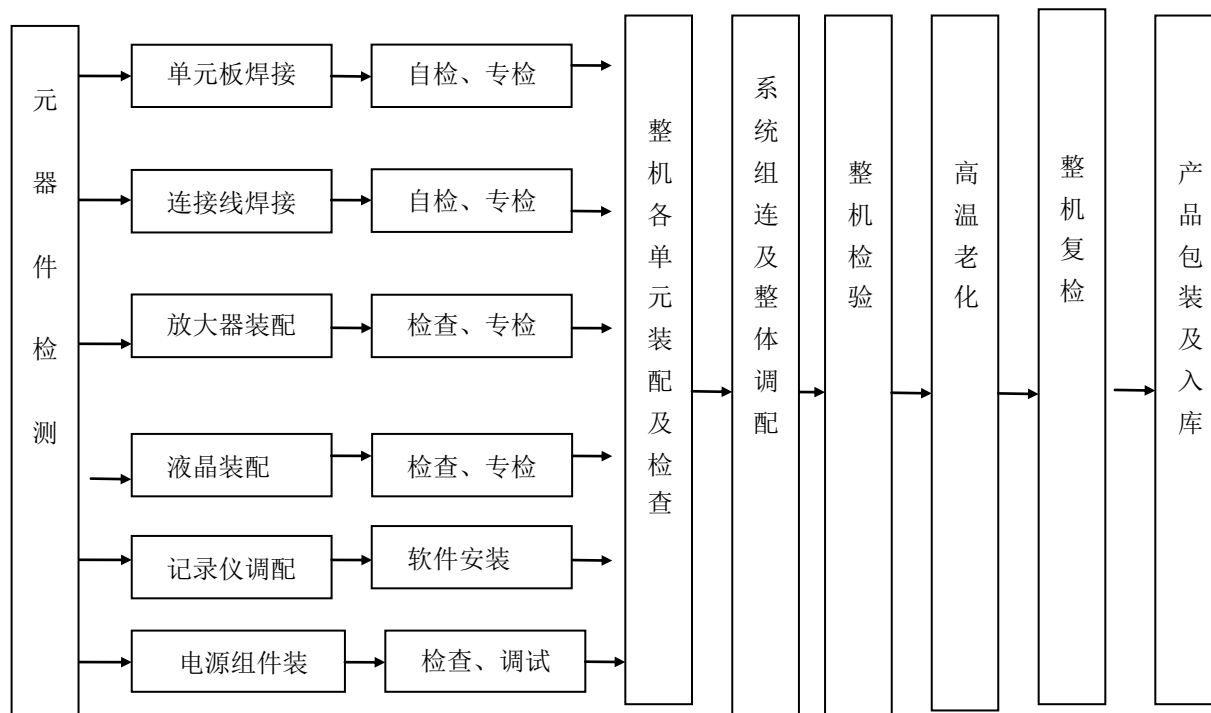 元器件检测
单元板焊接
自检、专检
连接线焊接
自检、专检
放大器装配
检查、专检
液晶装配
检查、专检
记录仪调配
软件安装
电源组件装
检查、调试
整机各单元装配及检查
系统组连及整体调配
整机检验
高温老化
整机复检
产品包装及入库